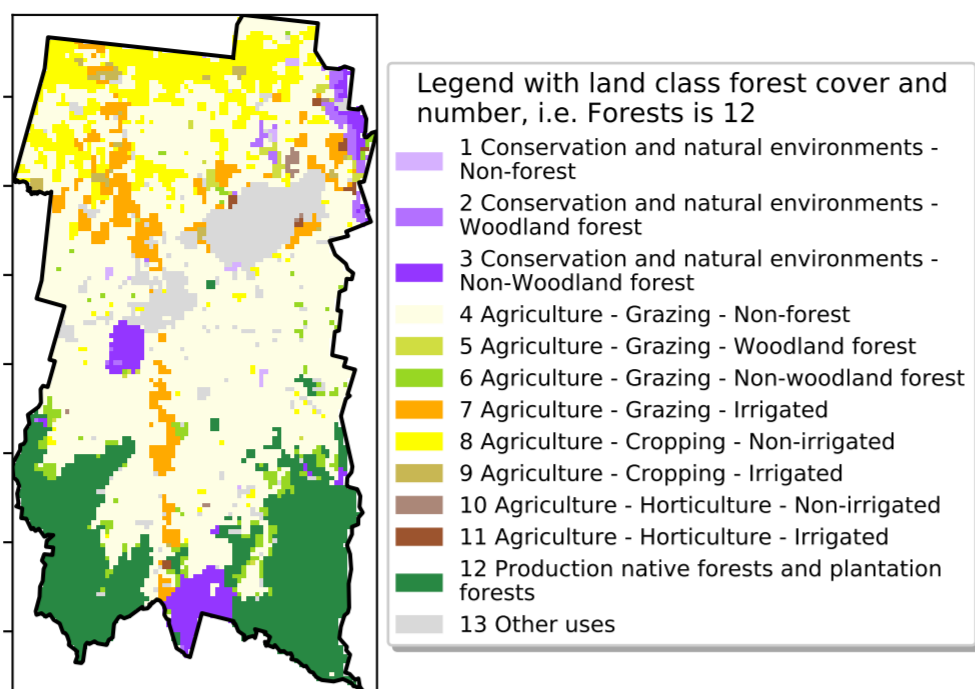 Legend with land class forest cover and
number, i.e. Forests is 12
1 Conservation and natural environments -
Non-forest
2 Conservation and natural environments -
Woodland forest
3 Conservation and natural environments -
Non-Woodland forest
4 Agriculture - Grazing - Non-forest
5 Agriculture - Grazing - Woodland forest
6 Agriculture - Grazing - Non-woodland forest
7 Agriculture - Grazing - Irrigated
8 Agriculture - Cropping - Non-irrigated
9 Agriculture - Cropping - Irrigated
10 Agriculture - Horticulture - Non-irrigated
11 Agriculture - Horticulture - Irrigated
12 Production native forests and plantation
forests
13 Other uses